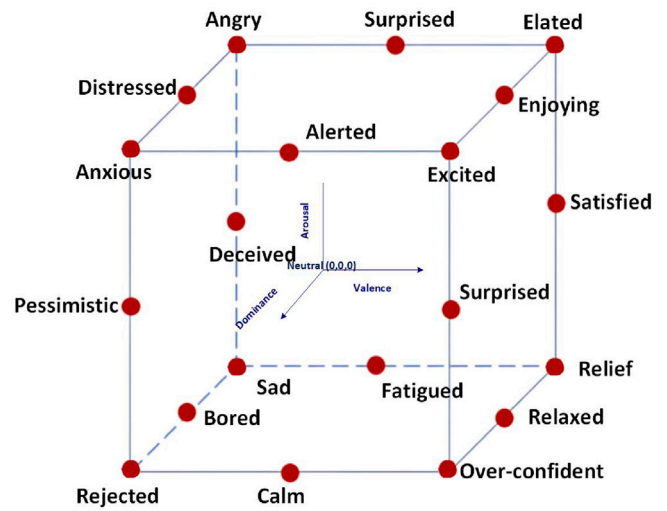 Angry
Surprised
Elated
Distressed
Enjoying
Alerted
Anxious
Excited
Satisfied
Arousal
Deceived
Neutral (0,0,0)
Valence
Surprised
Pessimistic
Dominance
Sad
Fatigued
Relief
Bored
Relaxed
Rejected
Calm
Over-confident